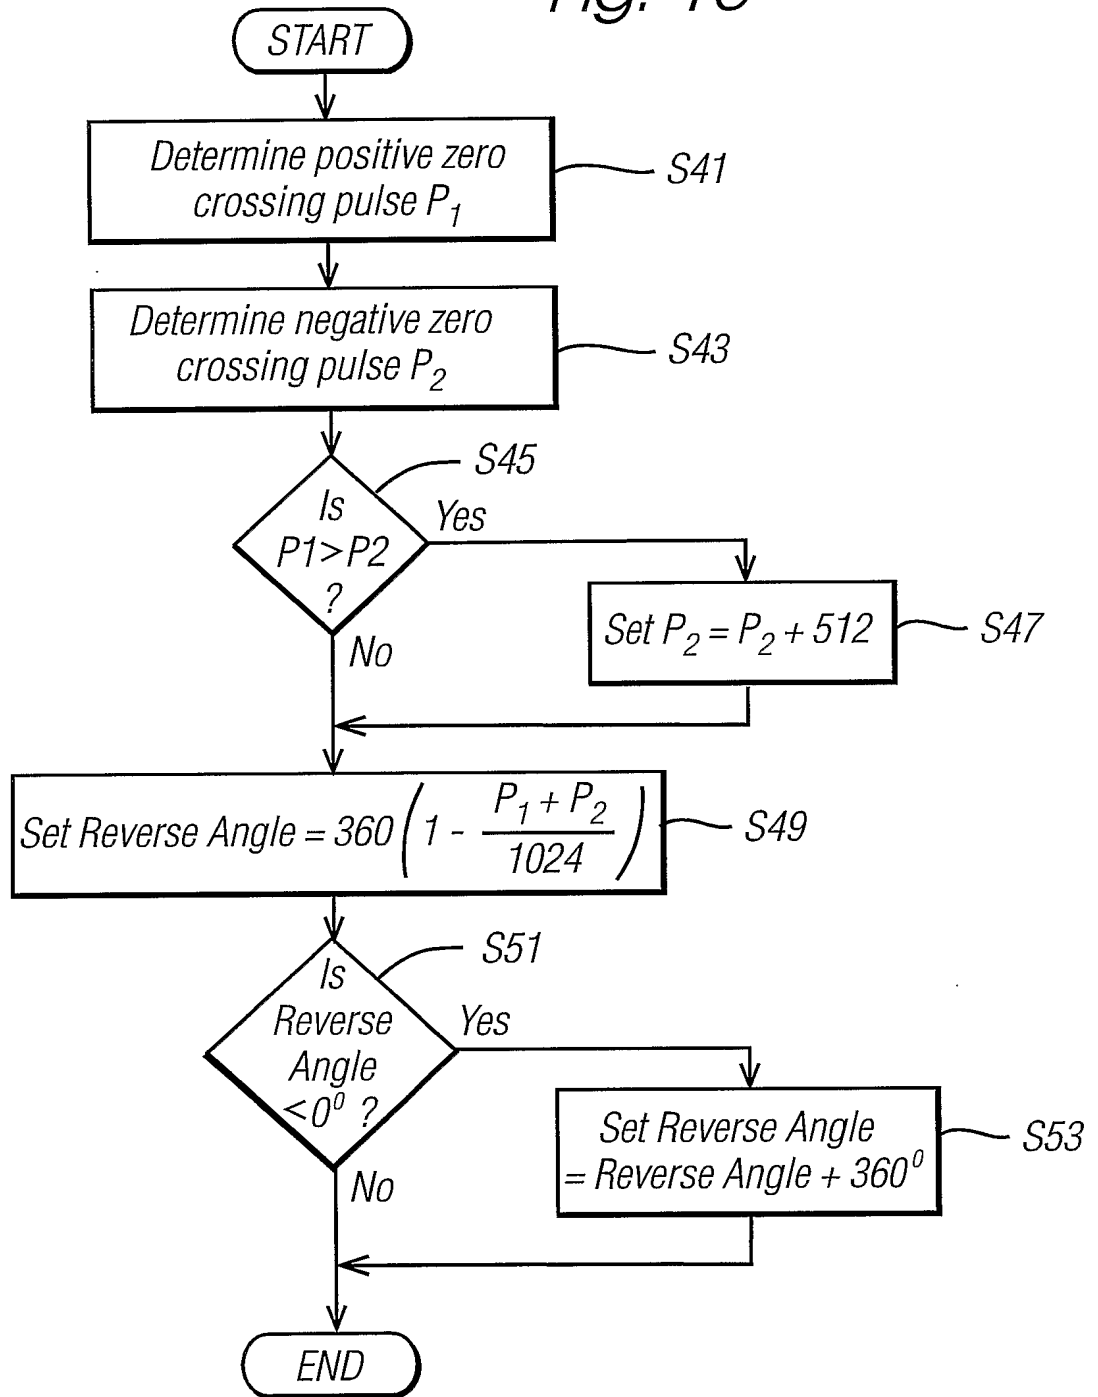 START
Determine positive zero
crossing pulse P₁
S41
Determine negative zero
crossing pulse P₂
S43
S45
Is
P1>P2
?
Yes
No
Set P₂ = P₂ + 512
S47
Set Reverse Angle = 360 (1 - (P₁ + P₂) / 1024)
S49
S51
Is
Reverse
Angle
<0⁰ ?
Yes
No
Set Reverse Angle
= Reverse Angle + 360⁰
S53
END